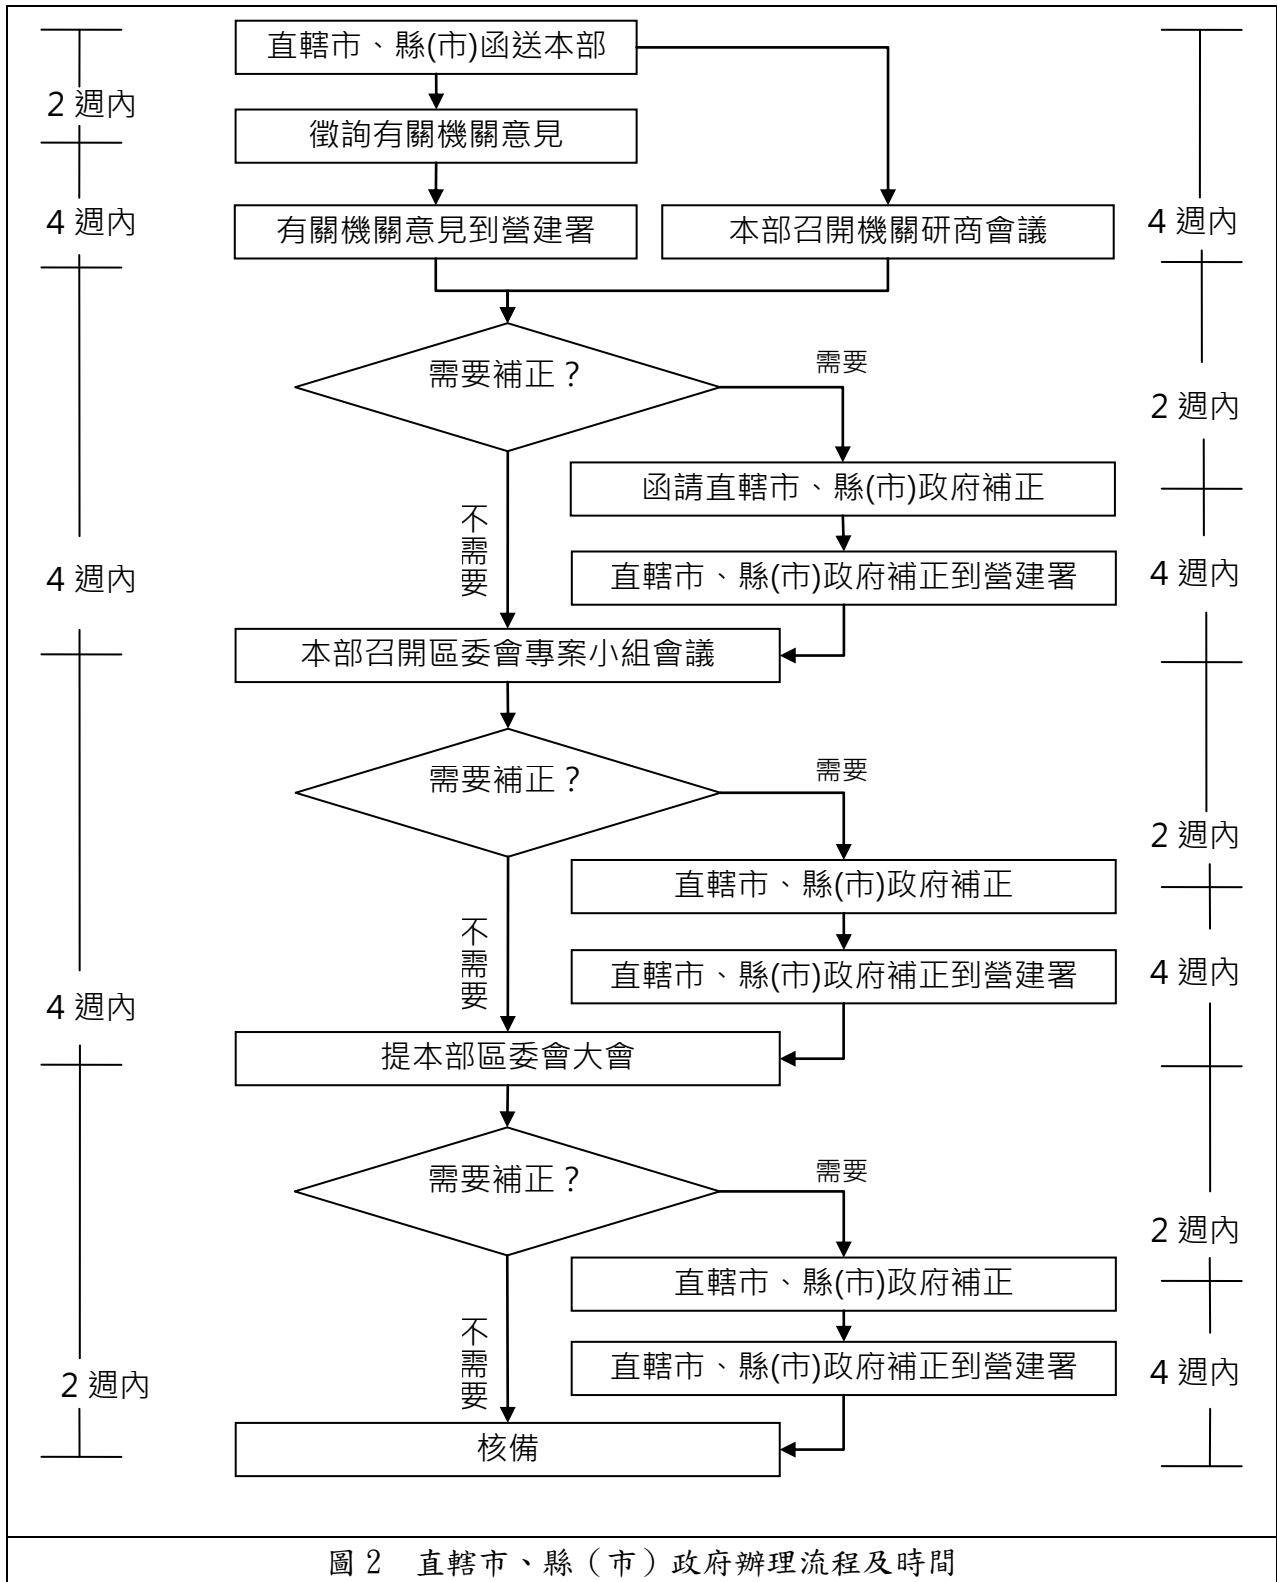 直轄市、縣(市)函送本部
2 週內
徵詢有關機關意見
4 週內
有關機關意見到營建署
本部召開機關研商會議
4 週內
需要補正？
需要
2 週內
函請直轄市、縣(市)政府補正
不需要
4 週內
直轄市、縣(市)政府補正到營建署
4 週內
本部召開區委會專案小組會議
需要補正？
需要
2 週內
直轄市、縣(市)政府補正
不需要
直轄市、縣(市)政府補正到營建署
4 週內
4 週內
提本部區委會大會
需要補正？
需要
2 週內
直轄市、縣(市)政府補正
不需要
直轄市、縣(市)政府補正到營建署
4 週內
2 週內
核備
圖 2 直轄市、縣（市）政府辦理流程及時間